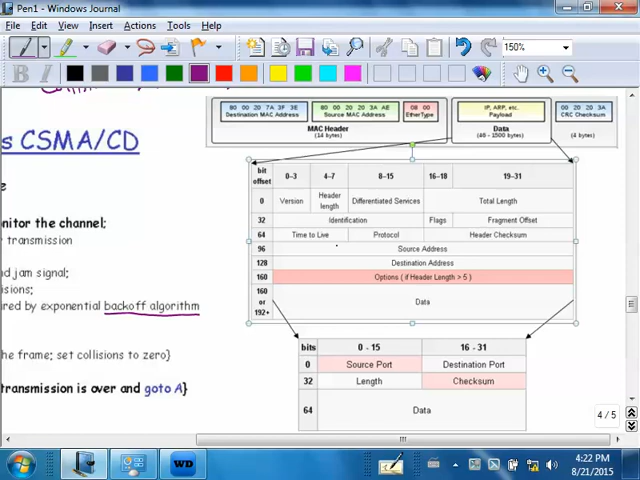 Pen1 - Windows Journal
File Edit View Insert Actions Tools Help
150%
B I
s CSMA/CD
e
nitor the channel;
transmission
nd jam signal;
ired by exponential backoff algorithm
he frame; set collisions to zero}
transmission is over and goto A}
80 00 20 7A 3F 3E 80 00 20 20 3A AE 08 00 IP, ARP, etc. 00 20 20 3A
Destination MAC Address Source MAC Address EtherType Payload CRC Checksum
MAC Header Data
(14 bytes) (46 - 1500 bytes) (4 bytes)
bit offset 0–3 4–7 8–15 16–18 19–31
0 Version Header length Differentiated Services Total Length
32 Identification Flags Fragment Offset
64 Time to Live Protocol Header Checksum
96 Source Address
128 Destination Address
160 Options ( if Header Length > 5 )
160 or 192+ Data
bits 0 - 15 16 - 31
0 Source Port Destination Port
32 Length Checksum
64 Data
4 / 5
4:22 PM
8/21/2015